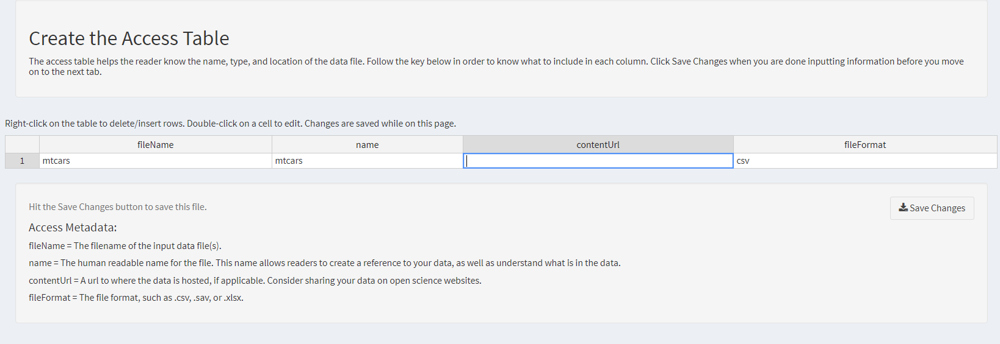 Create the Access Table
The access table helps the reader know the name, type, and location of the data file. Follow the key below in order to know what to include in each column. Click Save Changes when you are done inputting information before you move
on to the next tab.
Right-click on the table to delete/insert rows. Double-click on a cell to edit. Changes are saved while on this page.
fileName name contentUrl fileFormat
1 mtcars mtcars csv
Hit the Save Changes button to save this file.
Save Changes
Access Metadata:
fileName = The filename of the input data file(s).
name = The human readable name for the file. This name allows readers to create a reference to your data, as well as understand what is in the data.
contentUrl = A url to where the data is hosted, if applicable. Consider sharing your data on open science websites.
fileFormat = The file format, such as .csv, .sav, or .xlsx.